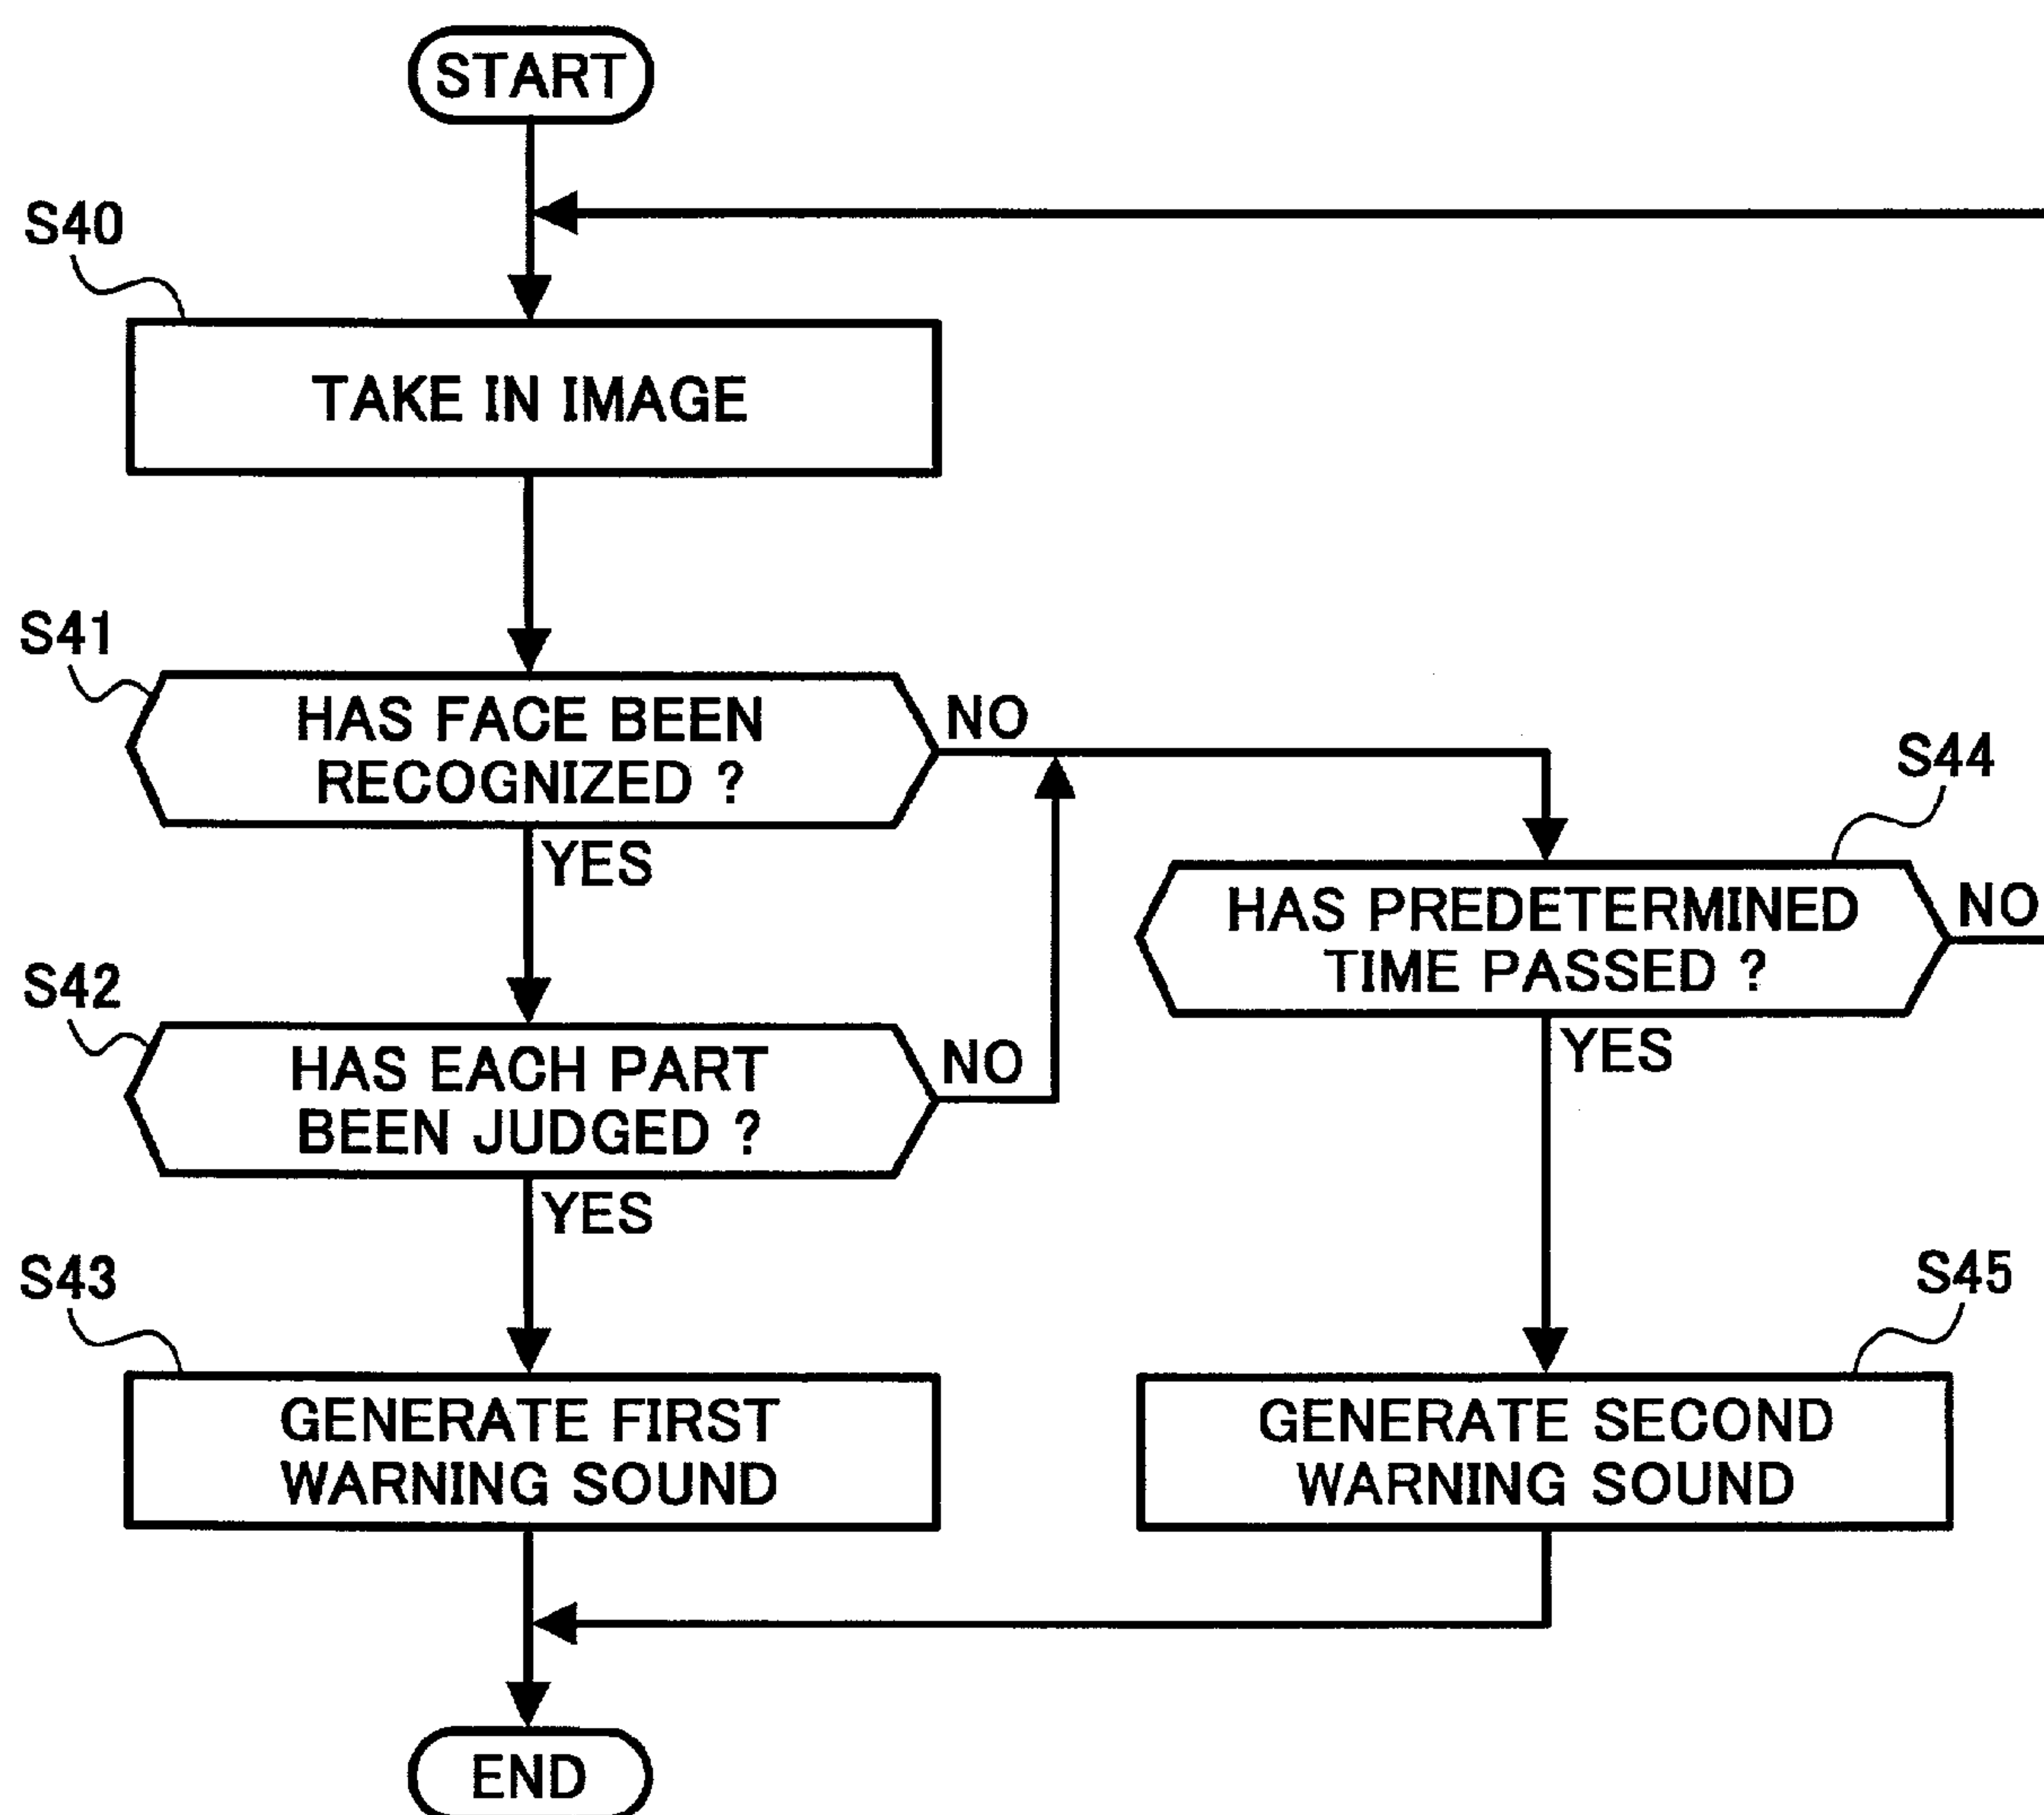 START
S40
TAKE IN IMAGE
S41
HAS FACE BEEN
RECOGNIZED ?
NO
YES
S44
HAS PREDETERMINED
TIME PASSED ?
NO
YES
S42
HAS EACH PART
BEEN JUDGED ?
NO
YES
S43
GENERATE FIRST
WARNING SOUND
S45
GENERATE SECOND
WARNING SOUND
END